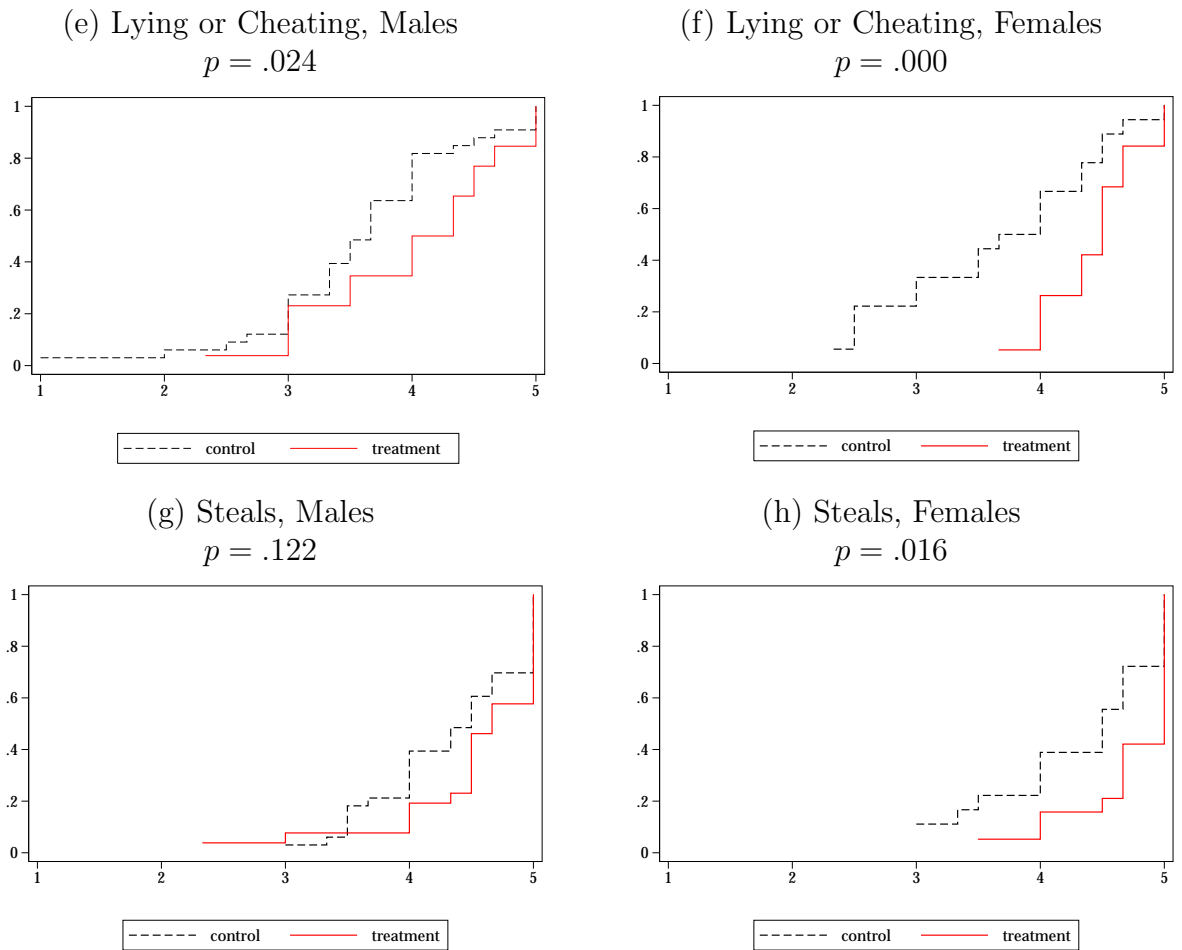 (e) Lying or Cheating, Males
p = .024
1
.8
.6
.4
.2
0
1 2 3 4 5
control treatment
(f) Lying or Cheating, Females
p = .000
1
.8
.6
.4
.2
0
1 2 3 4 5
control treatment
(g) Steals, Males
p = .122
1
.8
.6
.4
.2
0
1 2 3 4 5
control treatment
(h) Steals, Females
p = .016
1
.8
.6
.4
.2
0
1 2 3 4 5
control treatment